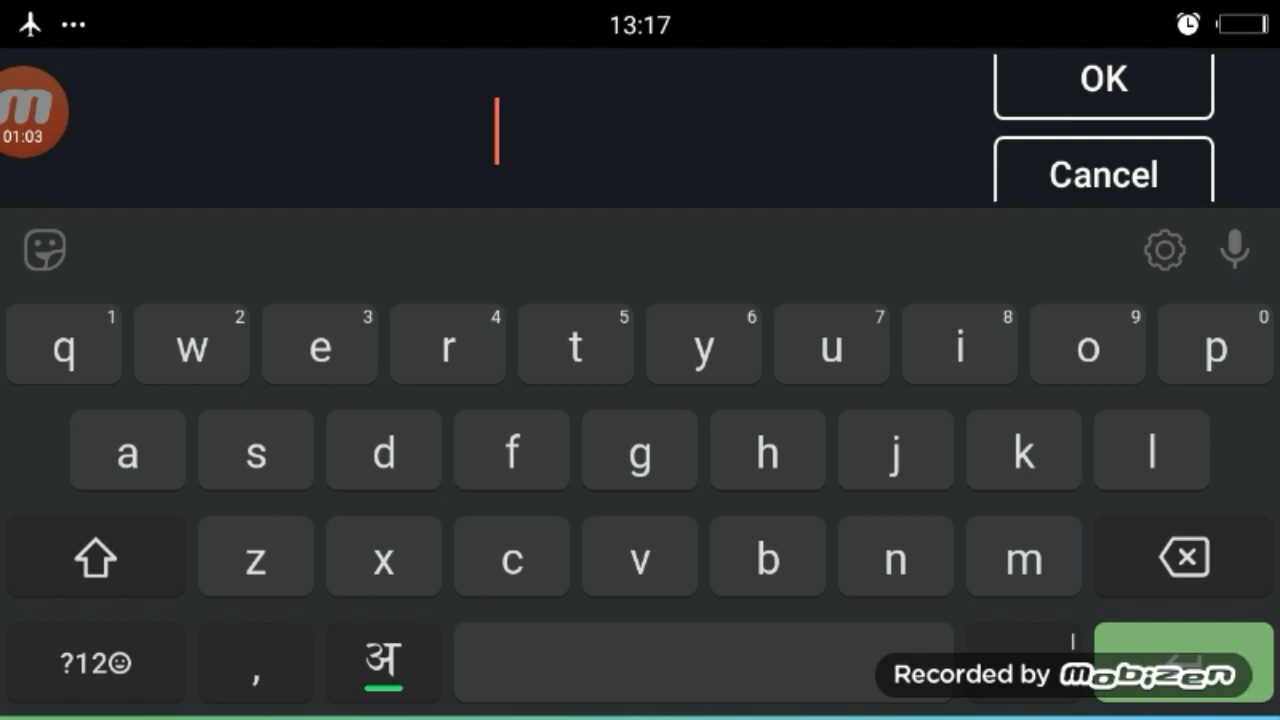 13:17
OK
m
01:03
Cancel
1 2 3 4 5 6 7 8 9 0
q w e r t y u i o p
a s d f g h j k l
z x c v b n m
?12 , अ
Recorded by mobizen